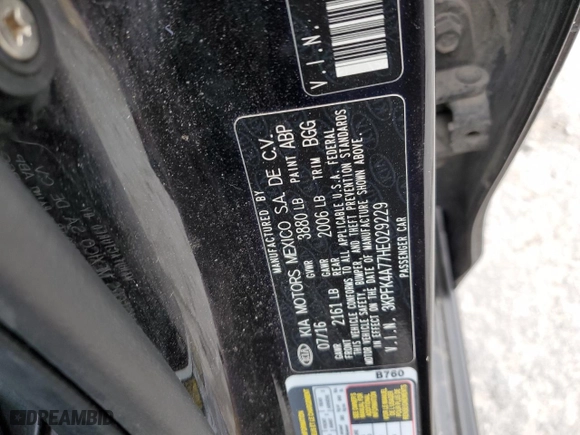 MANUFACTURED BY
KIA KIA MOTORS MEXICO S.A. DE C.V.
07/16 GVWR 3880 LB PAINT ABP
GAWR FRONT 2161 LB GAWR REAR 2006 LB TRIM BGG
THIS VEHICLE CONFORMS TO ALL APPLICABLE U.S.A. FEDERAL
MOTOR VEHICLE SAFETY, BUMPER, AND THEFT PREVENTION STANDARDS
IN EFFECT ON THE DATE OF MANUFACTURE SHOWN ABOVE.
V.I.N. 3KPFK4A77HE029229
PASSENGER CAR
V.I.N.
B760
DREAMBID